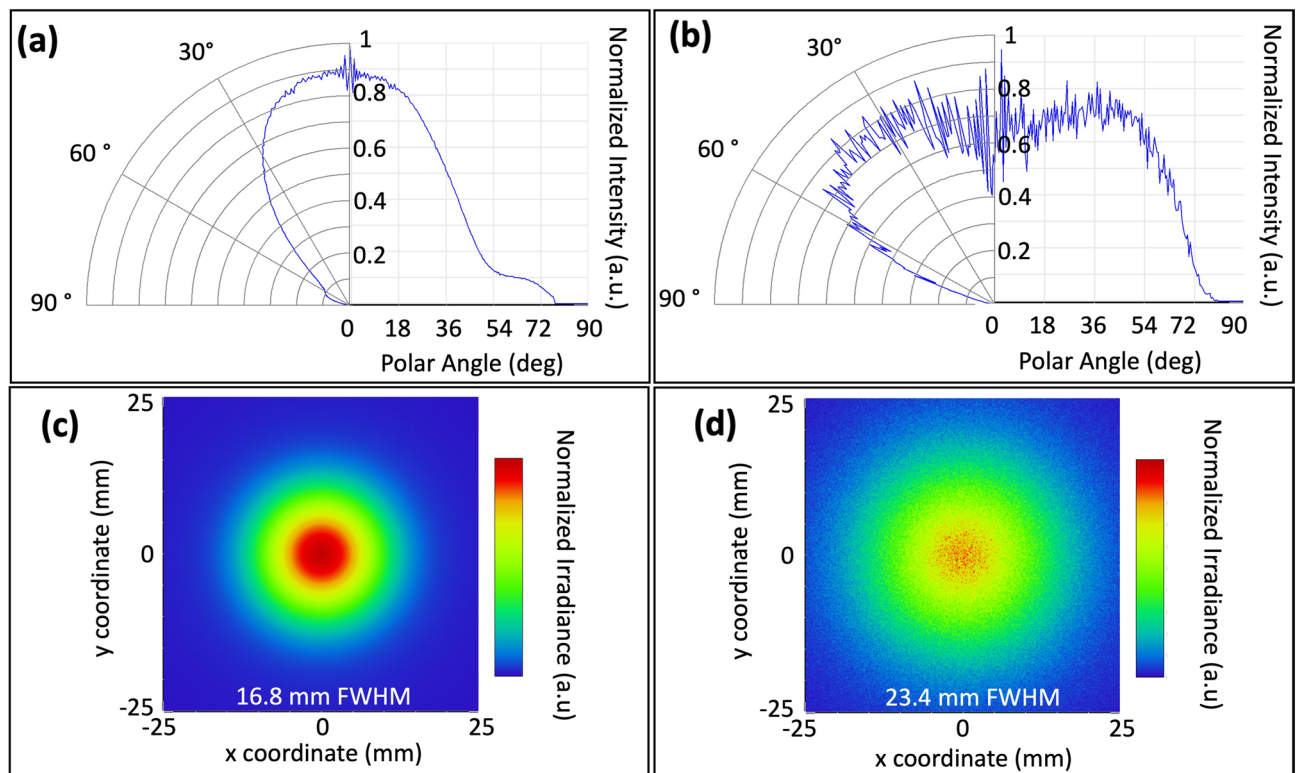 (a)
30°
60 °
90 °
1
0.8
0.6
0.4
0.2
0 18 36 54 72 90
Polar Angle (deg)
Normalized Intensity (a.u.)
(b)
30°
60 °
90 °
1
0.8
0.6
0.4
0.2
0 18 36 54 72 90
Polar Angle (deg)
Normalized Intensity (a.u.)
(c)
25
0
-25
y coordinate (mm)
16.8 mm FWHM
-25 0 25
x coordinate (mm)
Normalized Irradiance (a.u)
(d)
25
0
-25
y coordinate (mm)
23.4 mm FWHM
-25 0 25
x coordinate (mm)
Normalized Irradiance (a.u)